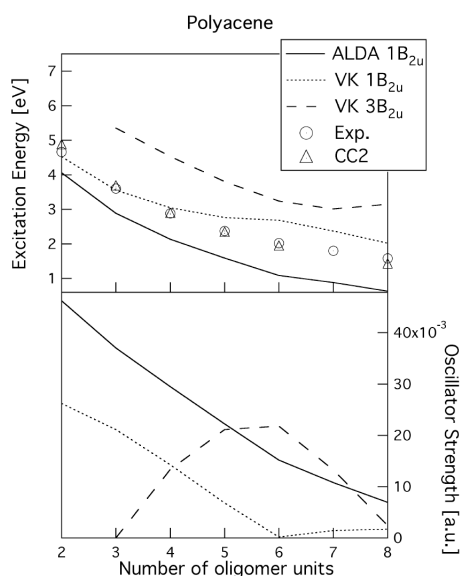 Polyacene
ALDA 1B2u
VK 1B2u
VK 3B2u
Exp.
CC2
Excitation Energy [eV]
7
6
5
4
3
2
1
Oscillator Strength [a.u.]
40x10-3
30
20
10
0
2 3 4 5 6 7 8
Number of oligomer units